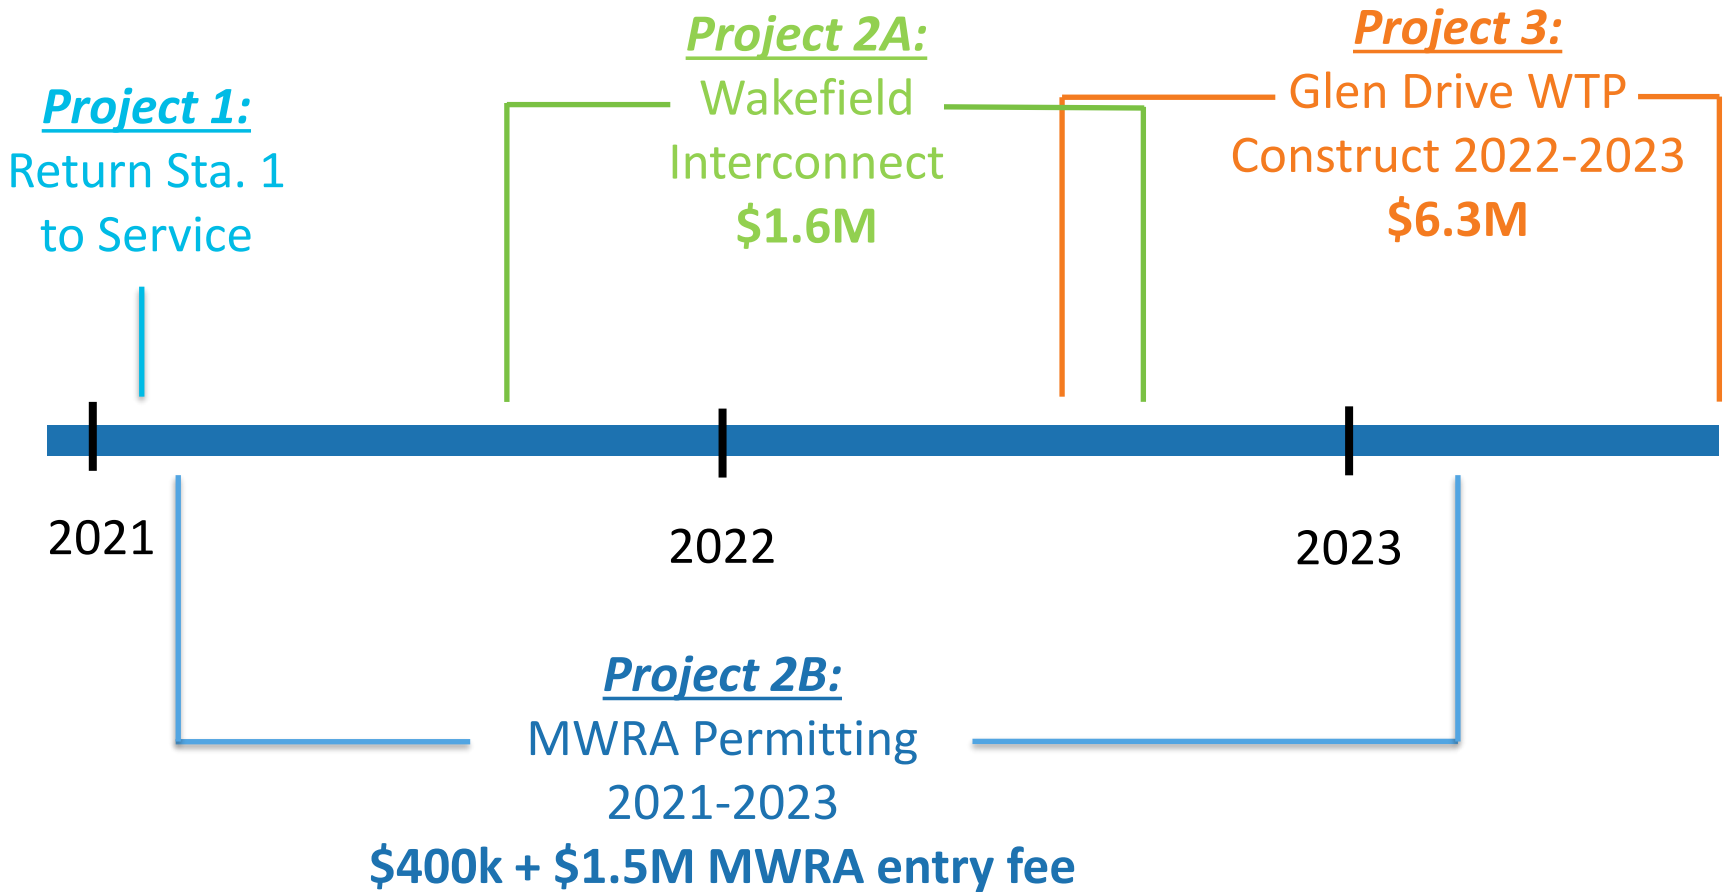 Project 1:
Return Sta. 1
to Service
Project 2A:
Wakefield
Interconnect
$1.6M
Project 3:
Glen Drive WTP
Construct 2022-2023
$6.3M
2021
2022
2023
Project 2B:
MWRA Permitting
2021-2023
$400k + $1.5M MWRA entry fee